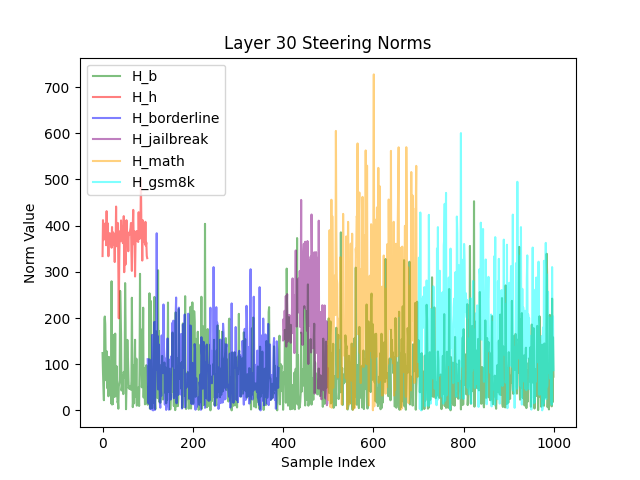 Layer 30 Steering Norms
H_b
H_h
H_borderline
H_jailbreak
H_math
H_gsm8k
Norm Value
700
600
500
400
300
200
100
0
0 200 400 600 800 1000
Sample Index